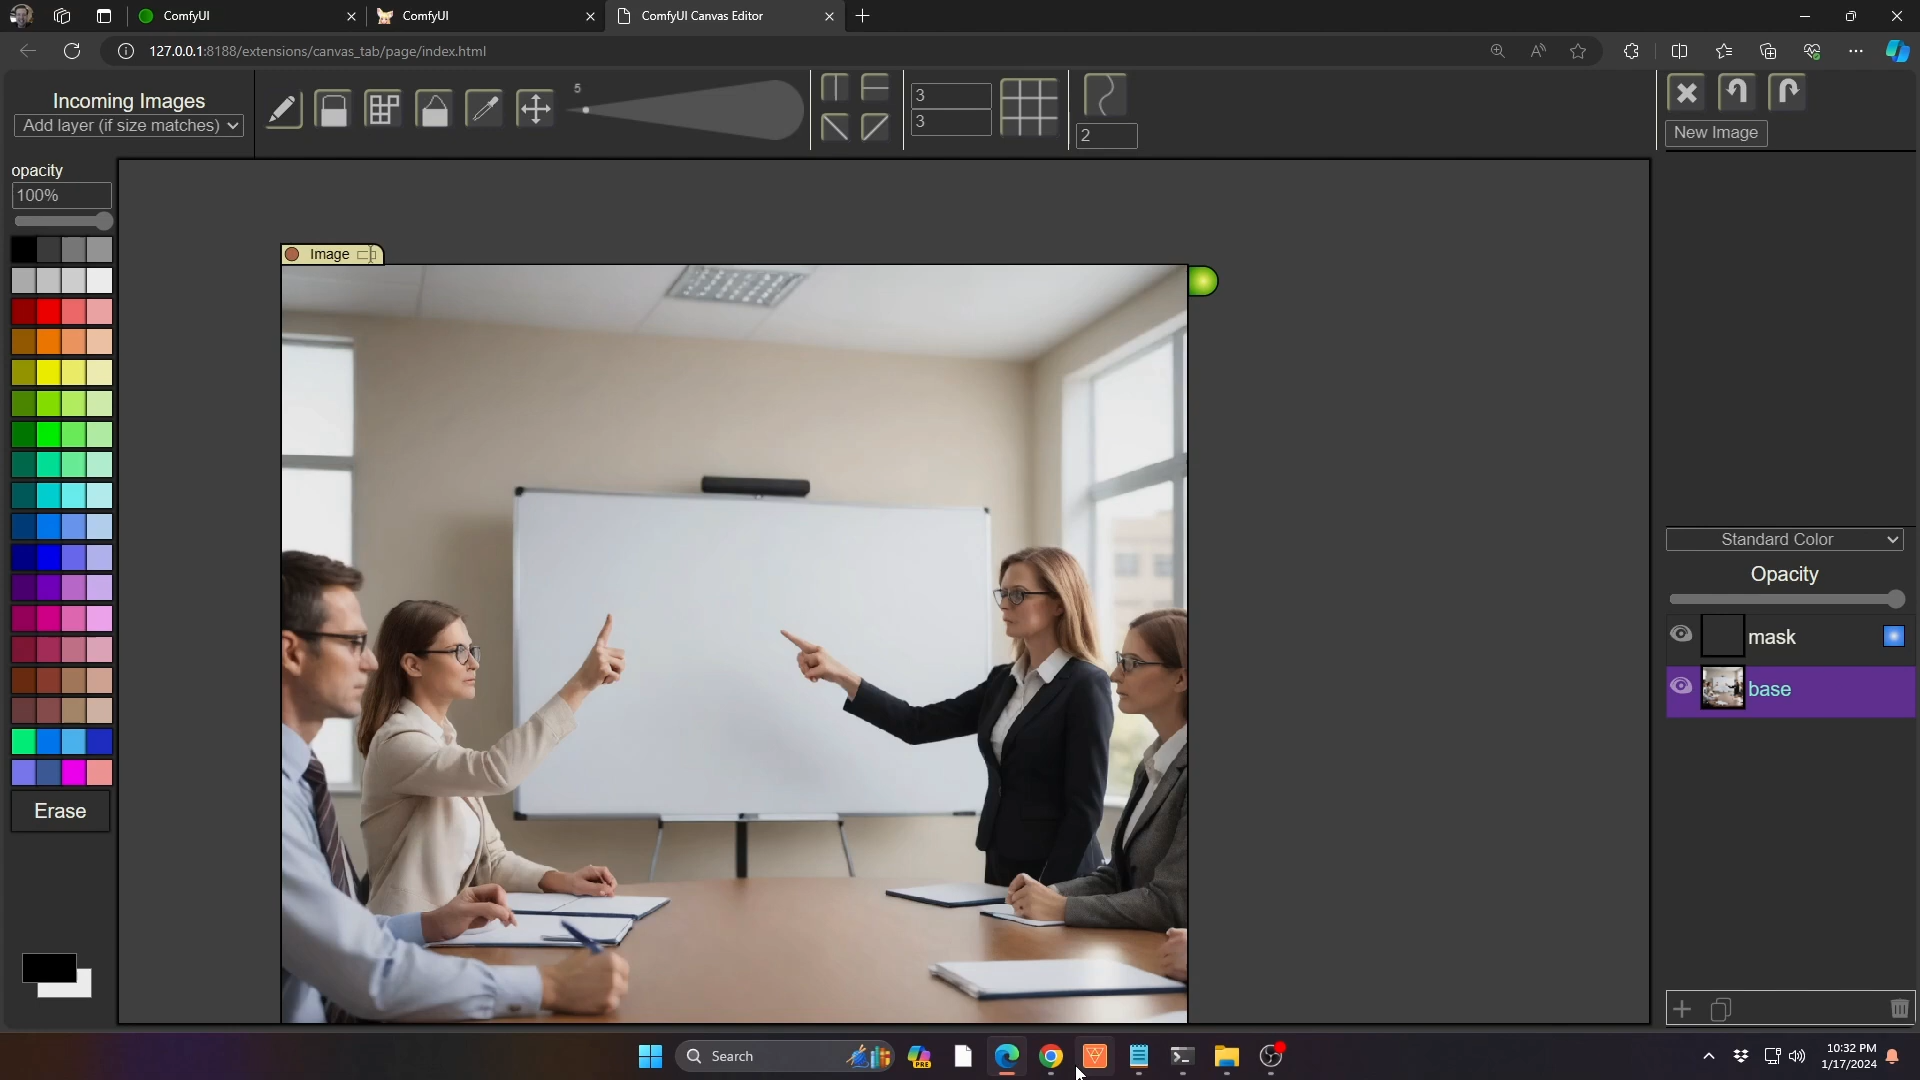 ComfyUI
ComfyUI
ComfyUI Canvas Editor
127.0.0.1:8188/extensions/canvas_tab/page/index.html
Incoming Images
Add layer (if size matches)
5
3
3
2
New Image
opacity
100%
Image
Standard Color
Opacity
mask
base
Erase
Search
PRE
10:32 PM
1/17/2024